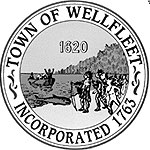 TOWN OF WELLFLEET
1620
INCORPORATED 1763